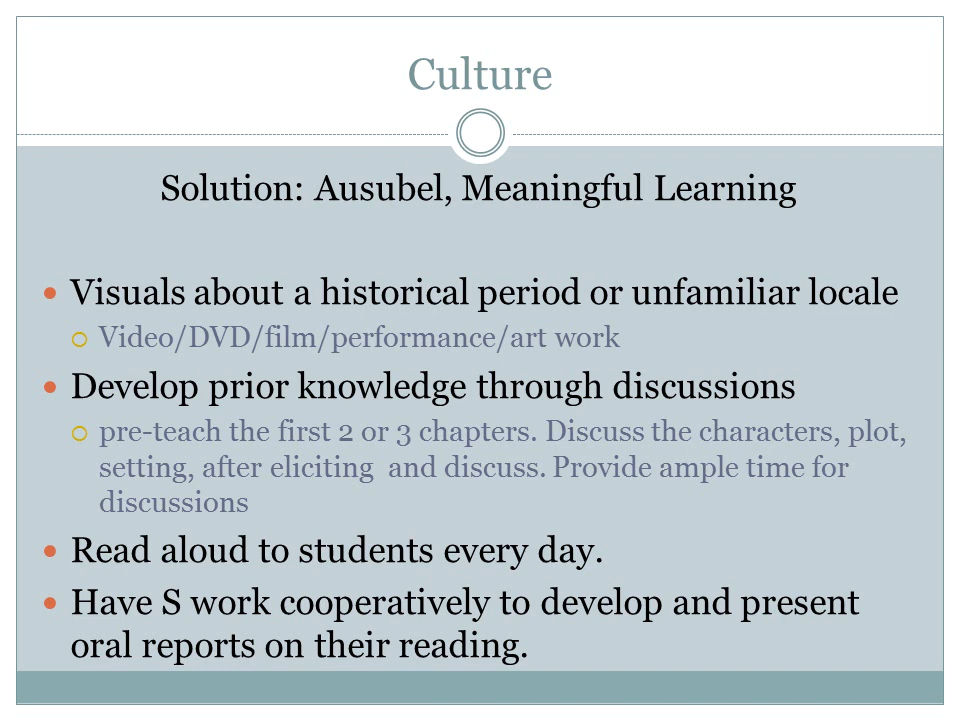 Culture
Solution: Ausubel, Meaningful Learning
Visuals about a historical period or unfamiliar locale
Video/DVD/film/performance/art work
Develop prior knowledge through discussions
pre-teach the first 2 or 3 chapters. Discuss the characters, plot,
setting, after eliciting  and discuss. Provide ample time for
discussions
Read aloud to students every day.
Have S work cooperatively to develop and present
oral reports on their reading.